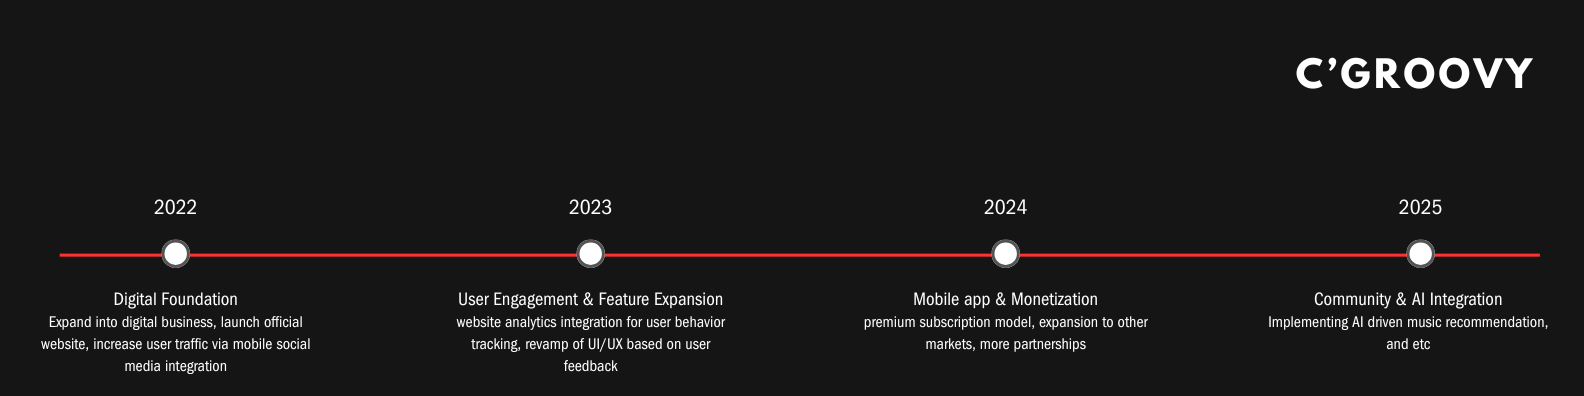 C’GROOVY
2022
2023
2024
2025
Digital Foundation
Expand into digital business, launch official
website, increase user traffic via mobile social
media integration
User Engagement & Feature Expansion
website analytics integration for user behavior
tracking, revamp of UI/UX based on user
feedback
Mobile app & Monetization
premium subscription model, expansion to other
markets, more partnerships
Community & AI Integration
Implementing AI driven music recommendation,
and etc